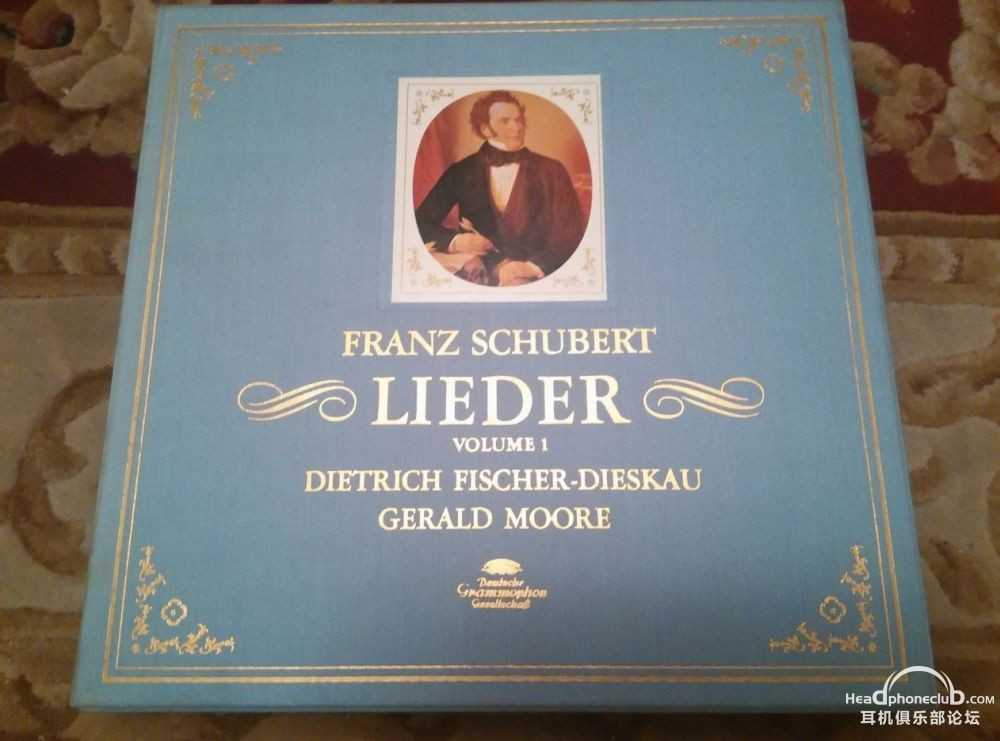 FRANZ SCHUBERT
LIEDER
VOLUME 1
DIETRICH FISCHER-DIESKAU
GERALD MOORE
Deutsche
Grammophon
Gesellschaft
Headphoneclub.com
耳机俱乐部论坛